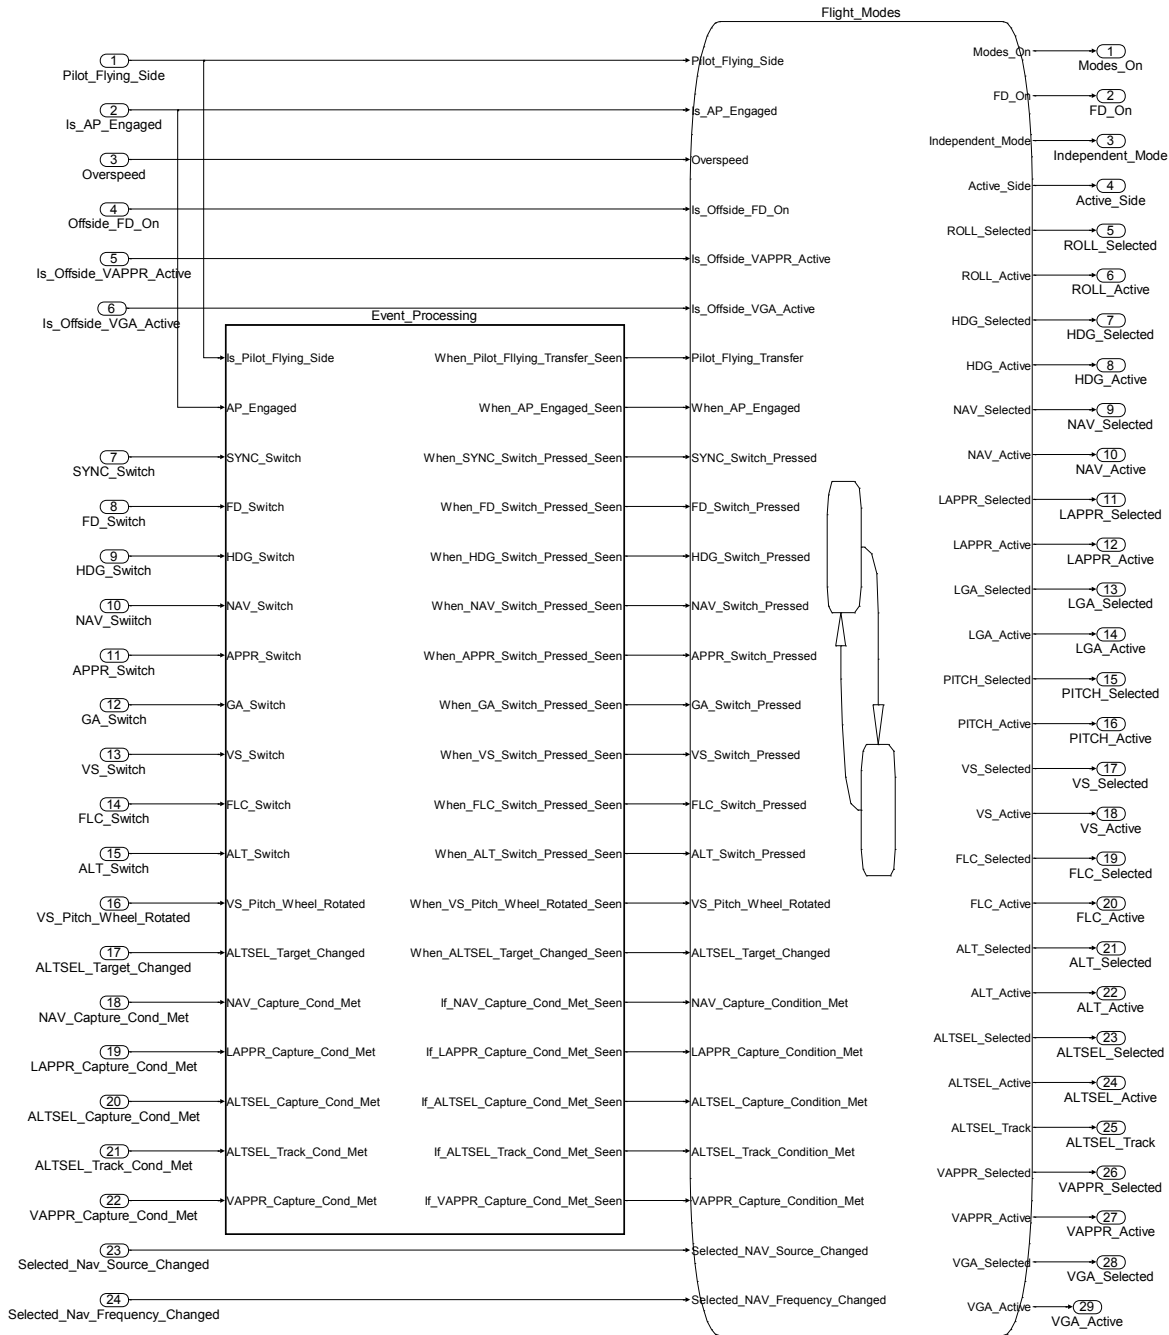 Flight_Modes
1
Pilot_Flying_Side
2
Is_AP_Engaged
3
Overspeed
4
Offside_FD_On
5
Is_Offside_VAPPR_Active
6
Is_Offside_VGA_Active
7
SYNC_Switch
8
FD_Switch
9
HDG_Switch
10
NAV_Swiitch
11
APPR_Switch
12
GA_Switch
13
VS_Switch
14
FLC_Switch
15
ALT_Switch
16
VS_Pitch_Wheel_Rotated
17
ALTSEL_Target_Changed
18
NAV_Capture_Cond_Met
19
LAPPR_Capture_Cond_Met
20
ALTSEL_Capture_Cond_Met
21
ALTSEL_Track_Cond_Met
22
VAPPR_Capture_Cond_Met
23
Selected_Nav_Source_Changed
24
Selected_Nav_Frequency_Changed
Event_Processing
Is_Pilot_Flying_Side
AP_Engaged
SYNC_Switch
FD_Switch
HDG_Switch
NAV_Switch
APPR_Switch
GA_Switch
VS_Switch
FLC_Switch
ALT_Switch
VS_Pitch_Wheel_Rotated
ALTSEL_Target_Changed
NAV_Capture_Cond_Met
LAPPR_Capture_Cond_Met
ALTSEL_Capture_Cond_Met
ALTSEL_Track_Cond_Met
VAPPR_Capture_Cond_Met
When_Pilot_Fllying_Transfer_Seen
When_AP_Engaged_Seen
When_SYNC_Switch_Pressed_Seen
When_FD_Switch_Pressed_Seen
When_HDG_Switch_Pressed_Seen
When_NAV_Switch_Pressed_Seen
When_APPR_Switch_Pressed_Seen
When_GA_Switch_Pressed_Seen
When_VS_Switch_Pressed_Seen
When_FLC_Switch_Pressed_Seen
When_ALT_Switch_Pressed_Seen
When_VS_Pitch_Wheel_Rotated_Seen
When_ALTSEL_Target_Changed_Seen
If_NAV_Capture_Cond_Met_Seen
If_LAPPR_Capture_Cond_Met_Seen
If_ALTSEL_Capture_Cond_Met_Seen
If_ALTSEL_Track_Cond_Met_Seen
If_VAPPR_Capture_Cond_Met_Seen
Pilot_Flying_Side
Is_AP_Engaged
Overspeed
Is_Offside_FD_On
Is_Offside_VAPPR_Active
Is_Offside_VGA_Active
Pilot_Flying_Transfer
When_AP_Engaged
SYNC_Switch_Pressed
FD_Switch_Pressed
HDG_Switch_Pressed
NAV_Switch_Pressed
APPR_Switch_Pressed
GA_Switch_Pressed
VS_Switch_Pressed
FLC_Switch_Pressed
ALT_Switch_Pressed
VS_Pitch_Wheel_Rotated
ALTSEL_Target_Changed
NAV_Capture_Condition_Met
LAPPR_Capture_Condition_Met
ALTSEL_Capture_Condition_Met
ALTSEL_Track_Condition_Met
VAPPR_Capture_Condition_Met
Selected_NAV_Source_Changed
Selected_NAV_Frequency_Changed
Modes_On
FD_On
Independent_Mode
Active_Side
ROLL_Selected
ROLL_Active
HDG_Selected
HDG_Active
NAV_Selected
NAV_Active
LAPPR_Selected
LAPPR_Active
LGA_Selected
LGA_Active
PITCH_Selected
PITCH_Active
VS_Selected
VS_Active
FLC_Selected
FLC_Active
ALT_Selected
ALT_Active
ALTSEL_Selected
ALTSEL_Active
ALTSEL_Track
VAPPR_Selected
VAPPR_Active
VGA_Selected
VGA_Active
1
Modes_On
2
FD_On
3
Independent_Mode
4
Active_Side
5
ROLL_Selected
6
ROLL_Active
7
HDG_Selected
8
HDG_Active
9
NAV_Selected
10
NAV_Active
11
LAPPR_Selected
12
LAPPR_Active
13
LGA_Selected
14
LGA_Active
15
PITCH_Selected
16
PITCH_Active
17
VS_Selected
18
VS_Active
19
FLC_Selected
20
FLC_Active
21
ALT_Selected
22
ALT_Active
23
ALTSEL_Selected
24
ALTSEL_Active
25
ALTSEL_Track
26
VAPPR_Selected
27
VAPPR_Active
28
VGA_Selected
29
VGA_Active